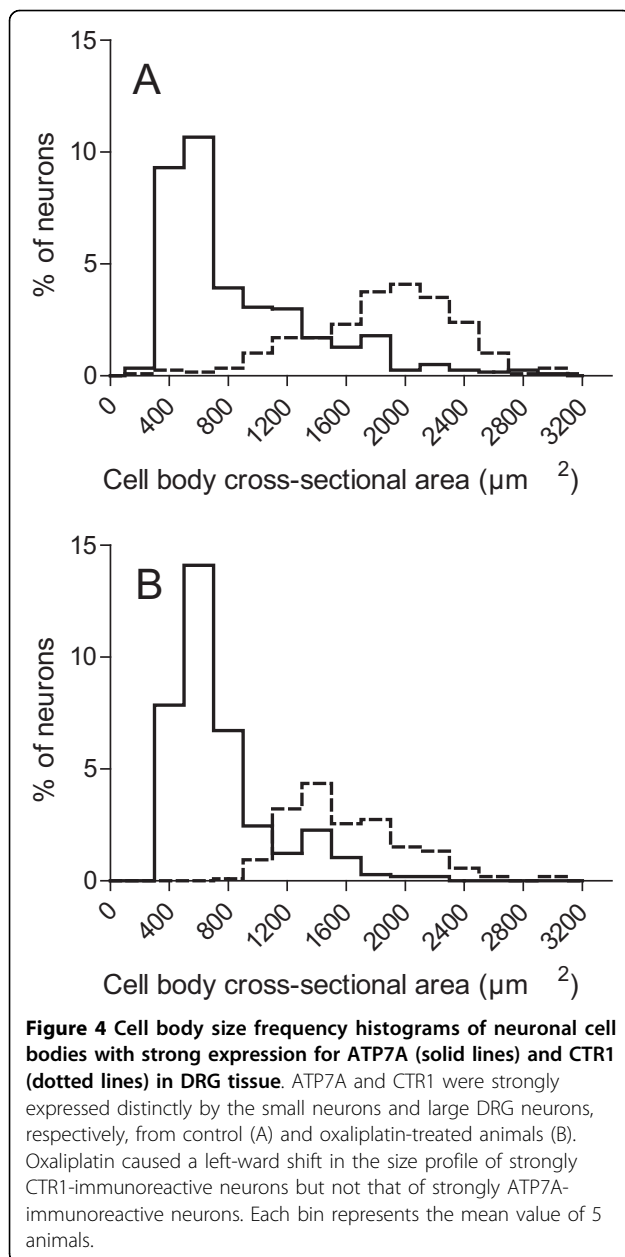 15
A
10
% of neurons
5
0
0
400
800
1200
1600
2000
2400
2800
3200
Cell body cross-sectional area (µm 2)
15
B
10
% of neurons
5
0
0
400
800
1200
1600
2000
2400
2800
3200
Cell body cross-sectional area (µm 2)
Figure 4 Cell body size frequency histograms of neuronal cell
bodies with strong expression for ATP7A (solid lines) and CTR1
(dotted lines) in DRG tissue. ATP7A and CTR1 were strongly
expressed distinctly by the small neurons and large DRG neurons,
respectively, from control (A) and oxaliplatin-treated animals (B).
Oxaliplatin caused a left-ward shift in the size profile of strongly
CTR1-immunoreactive neurons but not that of strongly ATP7A-
immunoreactive neurons. Each bin represents the mean value of 5
animals.